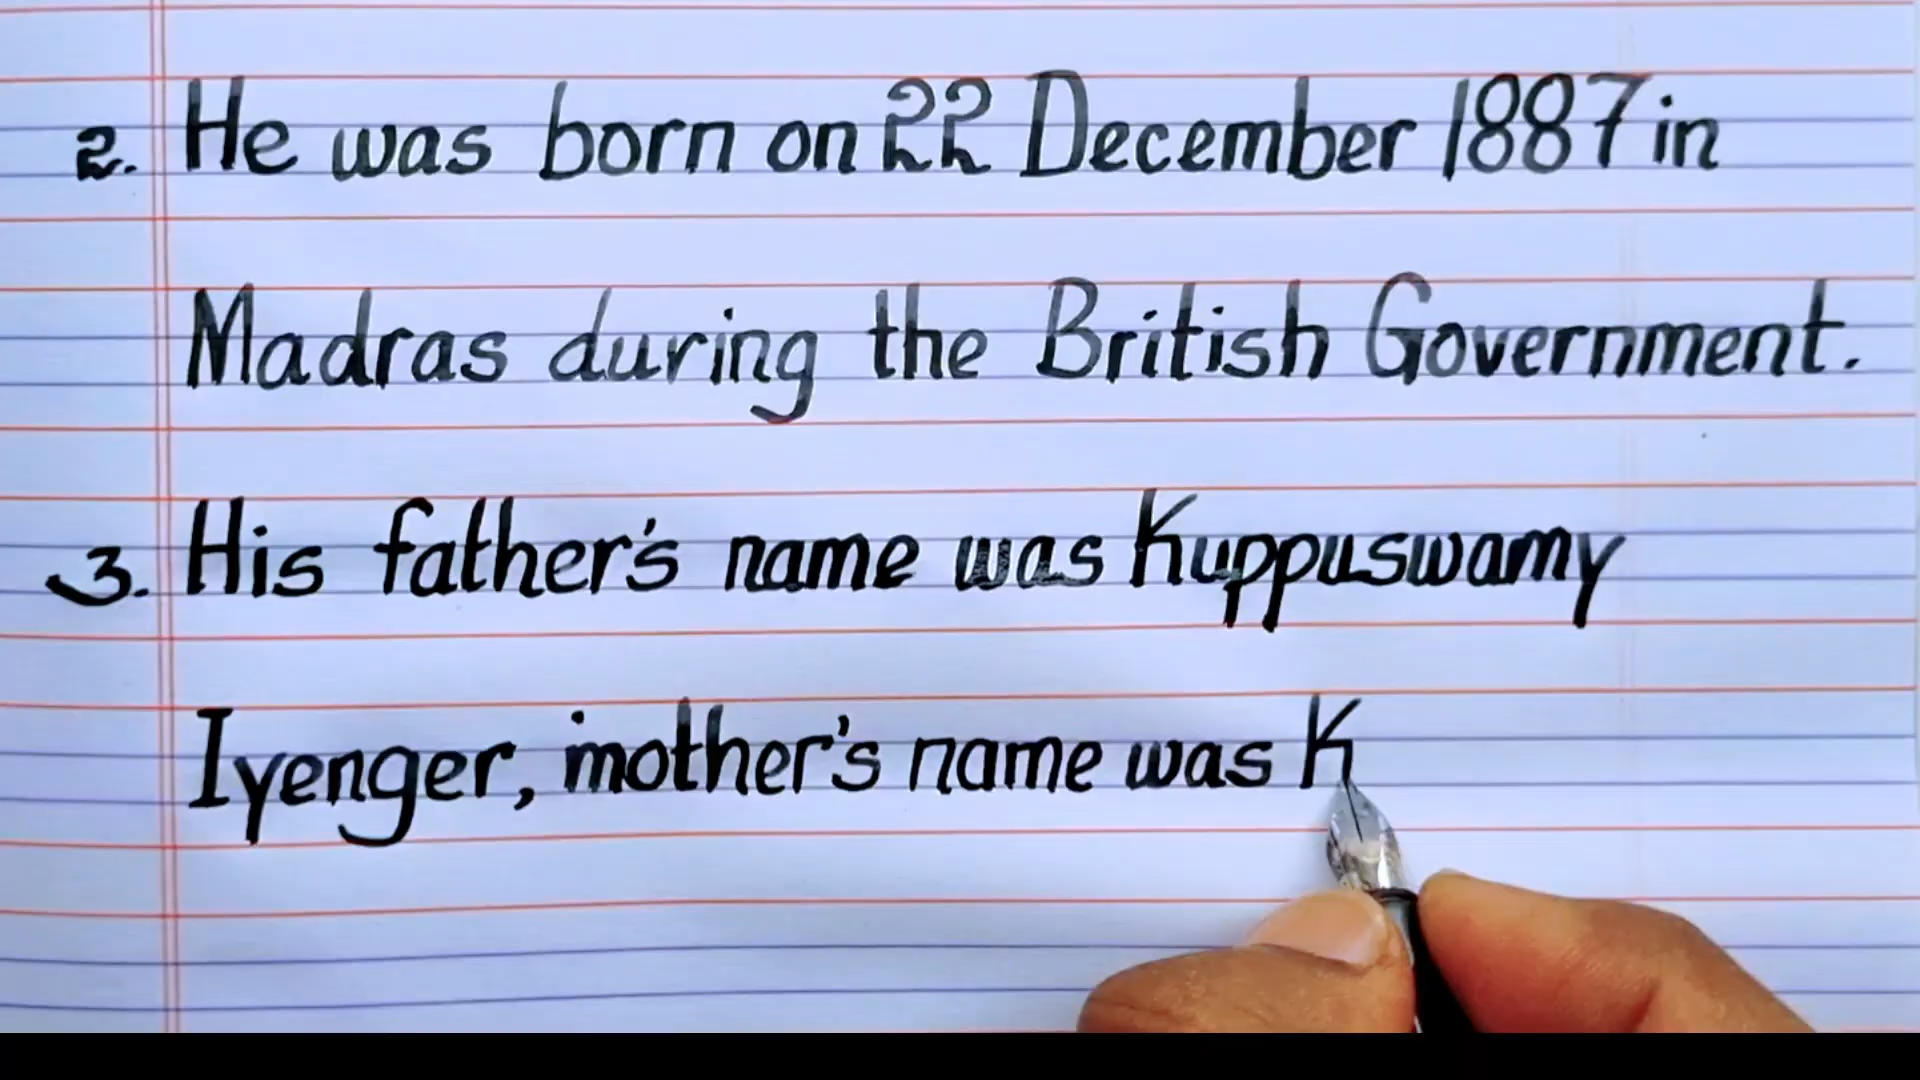 2. He was born on 22 December 1887 in
Madras during the British Government.
3. His father's name was Kuppuswamy
Iyenger, mother's name was K